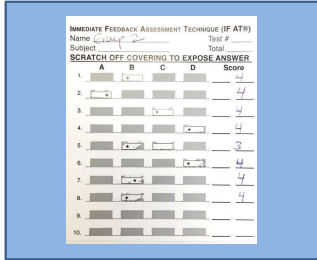 IMMEDIATE FEEDBACK ASSESSMENT TECHNIQUE (IF AT®)
Name Group 2 Test #
Subject Total
SCRATCH OFF COVERING TO EXPOSE ANSWER
A B C D Score
1. 4
2. 4
3. 4
4. 4
5. 3
6. 4
7. 4
8. 4
9.
10.